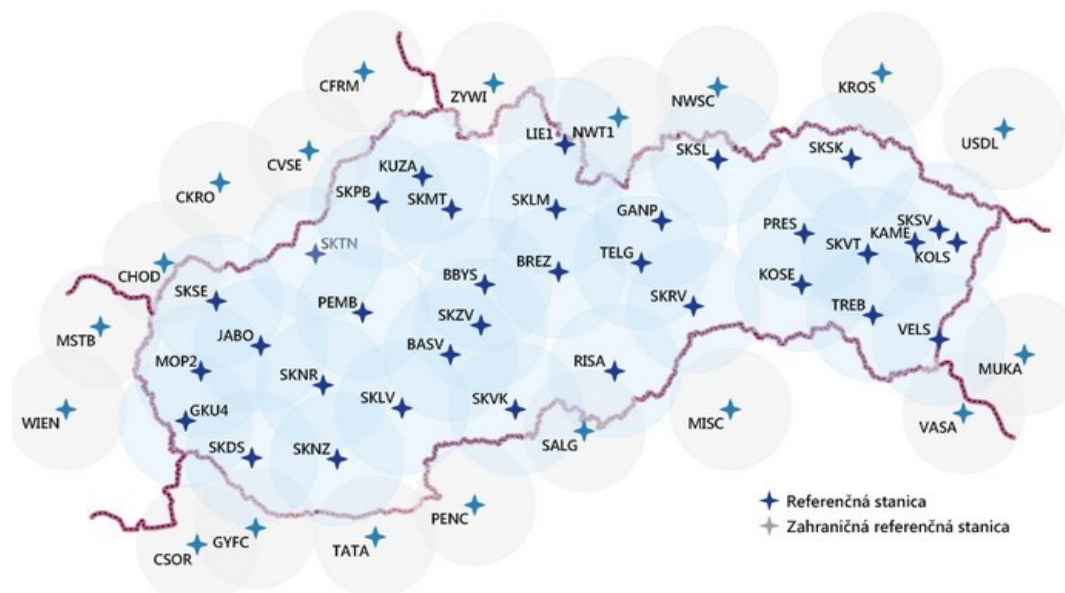 CFRM
ZYWI
NWSC
KROS
LIE1
NWT1
USDL
CVSE
SKSL
SKSK
KUZA
CKRO
SKPB
SKMT
SKLM
GANP
PRES
SKSV
KAME
SKVT
KOLS
SKTN
CHOD
TELG
BBYS
BREZ
KOSE
SKSE
PEMB
SKRV
SKZV
TREB
MSTB
JABO
BASV
VELS
MOP2
RISA
MUKA
SKNR
SKLV
SKVK
GKU4
WIEN
MISC
VASA
SALG
SKDS
SKNZ
PENC
Referenčná stanica
Zahraničná referenčná stanica
GYFC
TATA
CSOR